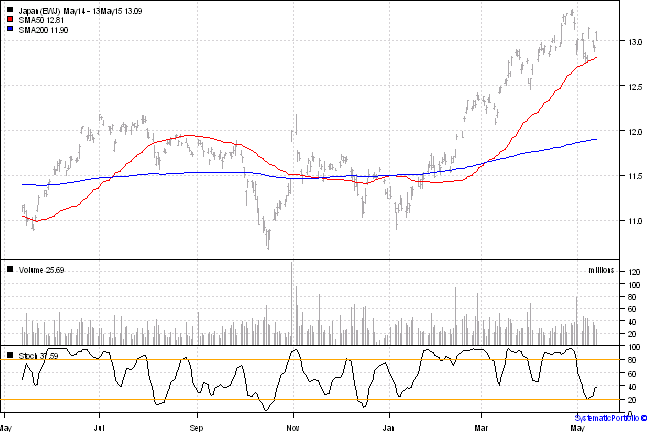 Japan (EWJ) May14 - 13May15 13.09
SMA50 12.81
SMA200 11.90
13.0
12.5
12.0
11.5
11.0
Volume 25.69
millions
120
100
80
60
40
20
Stoch 37.59
100
80
60
40
20
0
May Jul Sep Nov Jan Mar May
SystematicPortfolio ©